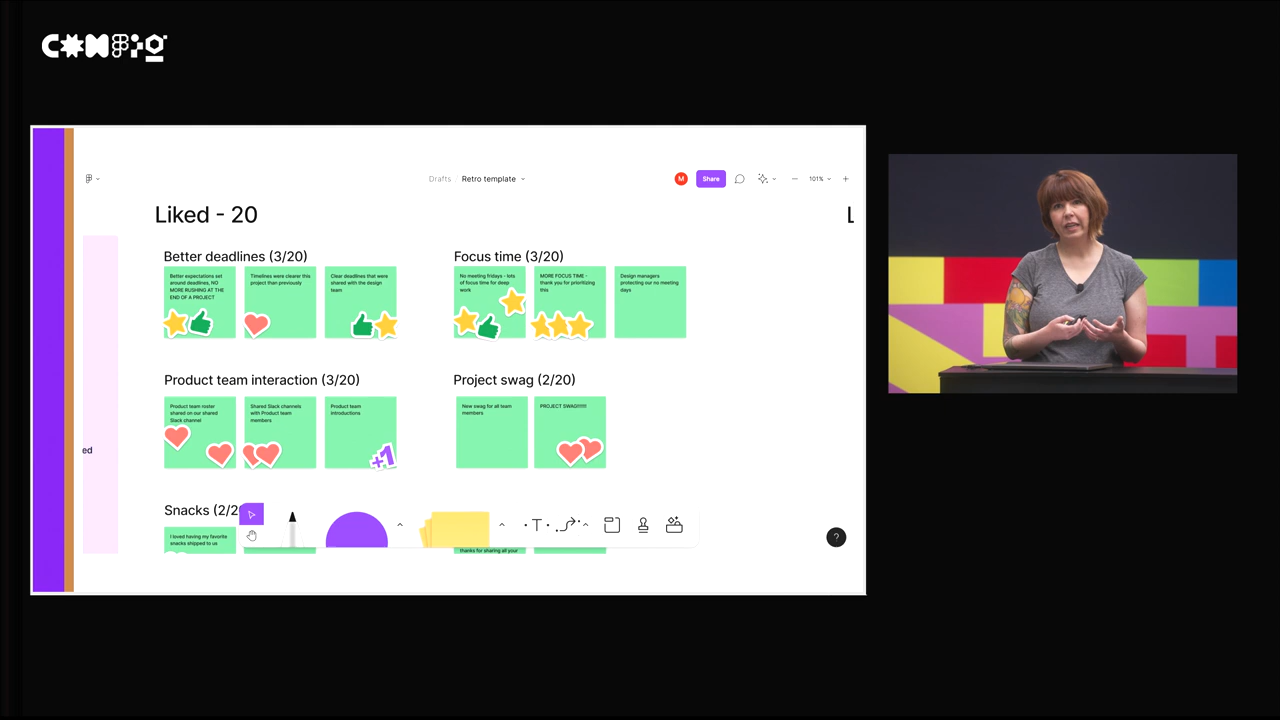 CONFIG
Drafts / Retro template
M
Share
101%
Liked - 20
L
Better deadlines (3/20)
Better expectations set
around deadlines, NO
MORE RUSHING AT THE
END OF A PROJECT
Timelines were clearer this
project than previously
Clear deadlines that were
shared with the design
team
Focus time (3/20)
No meeting fridays - lots
of focus time for deep
work
MORE FOCUS TIME -
thank you for prioritizing
this
Design managers
protecting our no meeting
days
Product team interaction (3/20)
Product team roster
shared on our shared
Slack channel
Shared Slack channels
with Product team
members
Product team
introductions
+1
Project swag (2/20)
New swag for all team
members
PROJECT SWAG!!!!!!
ed
Snacks (2/2
I loved having my favorite
snacks shipped to us
thanks for sharing all your
T
?